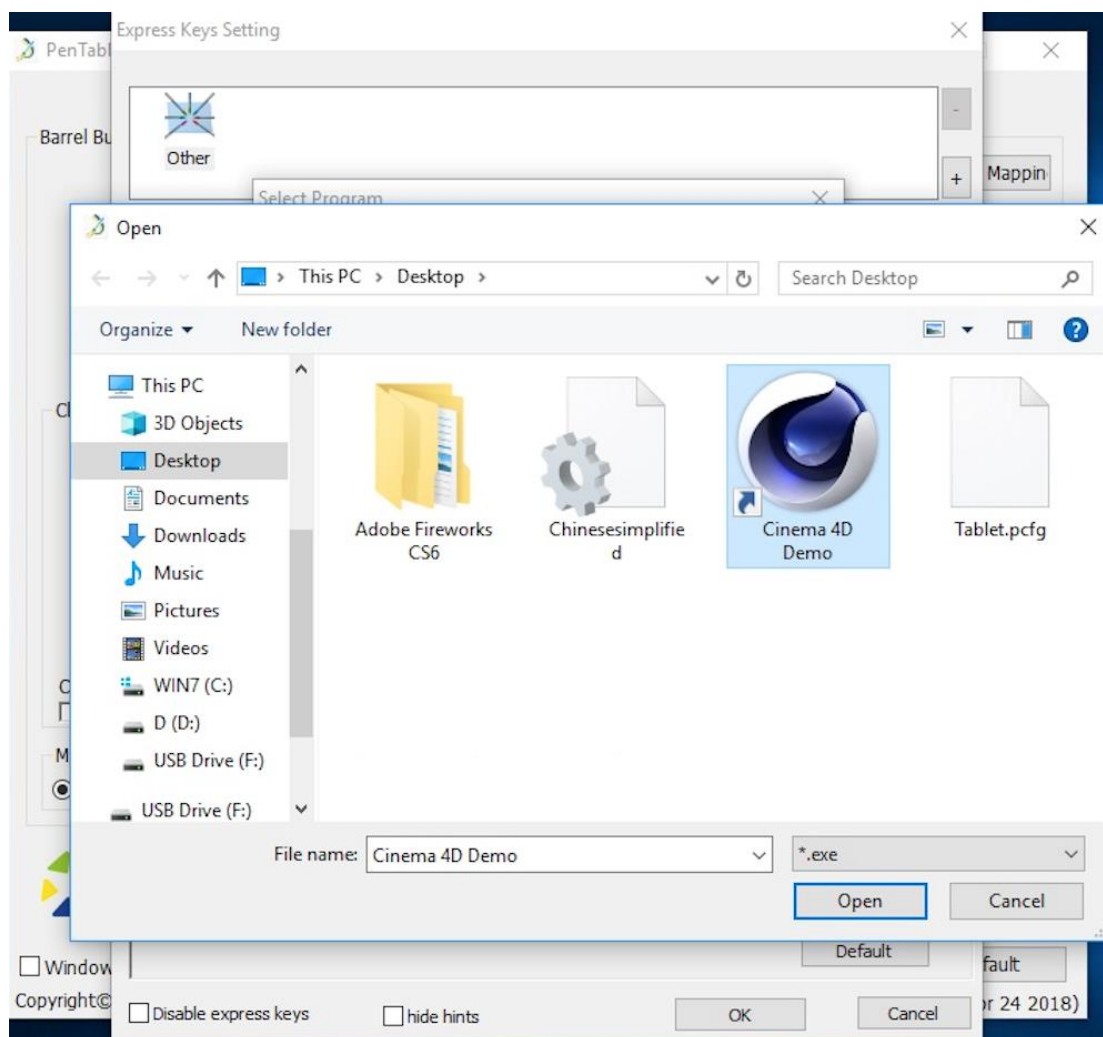 Express Keys Setting
PenTabl
Barrel Bu
Other
-
+
Mappin
Select Program
Open
This PC > Desktop >
Search Desktop
Organize
New folder
This PC
3D Objects
Desktop
Documents
Downloads
Music
Pictures
Videos
WIN7 (C:)
D (D:)
USB Drive (F:)
USB Drive (F:)
Adobe Fireworks
CS6
Chinesesimplifie
d
Cinema 4D
Demo
Tablet.pcfg
C
M
File name: Cinema 4D Demo
*.exe
Open
Cancel
Default
Window
fault
Copyright©
Disable express keys
hide hints
OK
Cancel
or 24 2018)